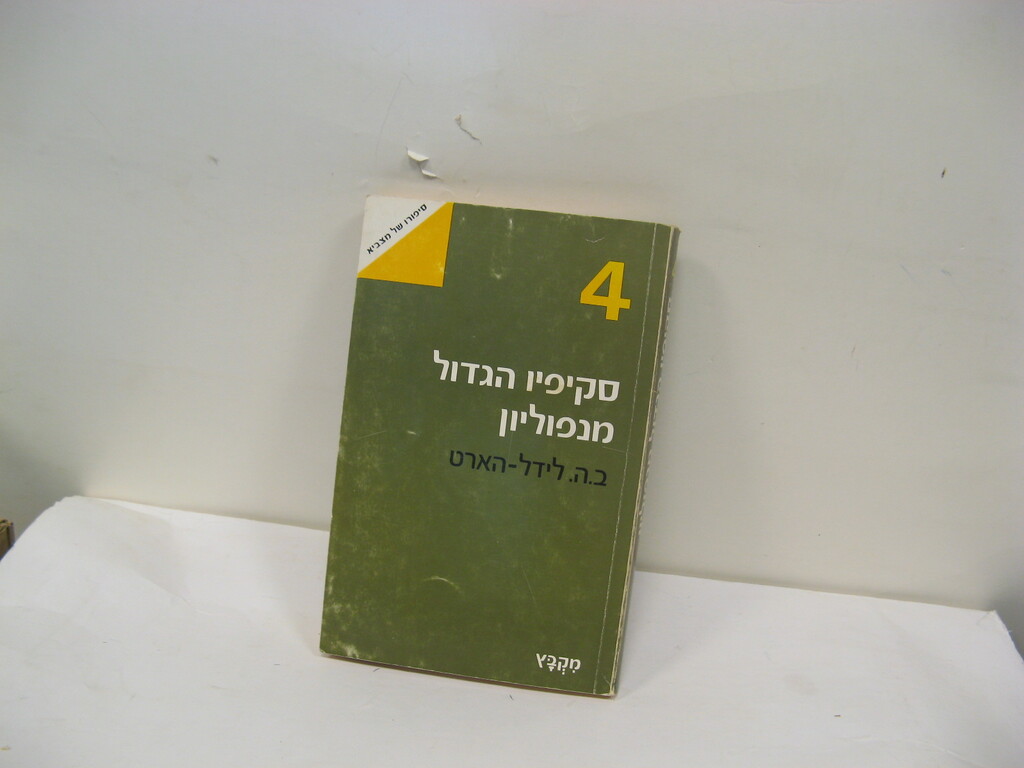 סיפורו של מצביא
4
סקיפיו הגדול
מנפוליון
ב.ה. לידל-הארט
מִקְבָּץ